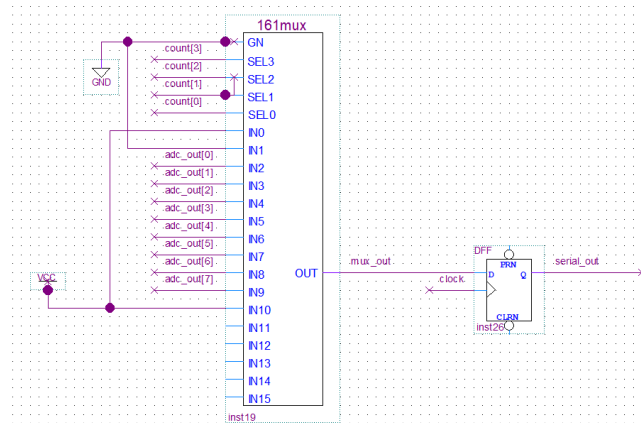 161mux
GN
count[3]
SEL3
count[2]
SEL2
count[1]
SEL1
count[0]
SEL0
GND
IN0
IN1
adc_out[0]
IN2
adc_out[1]
IN3
adc_out[2]
IN4
adc_out[3]
IN5
adc_out[4]
IN6
adc_out[5]
IN7
adc_out[6]
IN8
adc_out[7]
IN9
OUT
mux_out
VCC
IN10
IN11
IN12
IN13
IN14
IN15
inst19
DFF
PRN
D
Q
serial_out
clock
CLRN
inst26